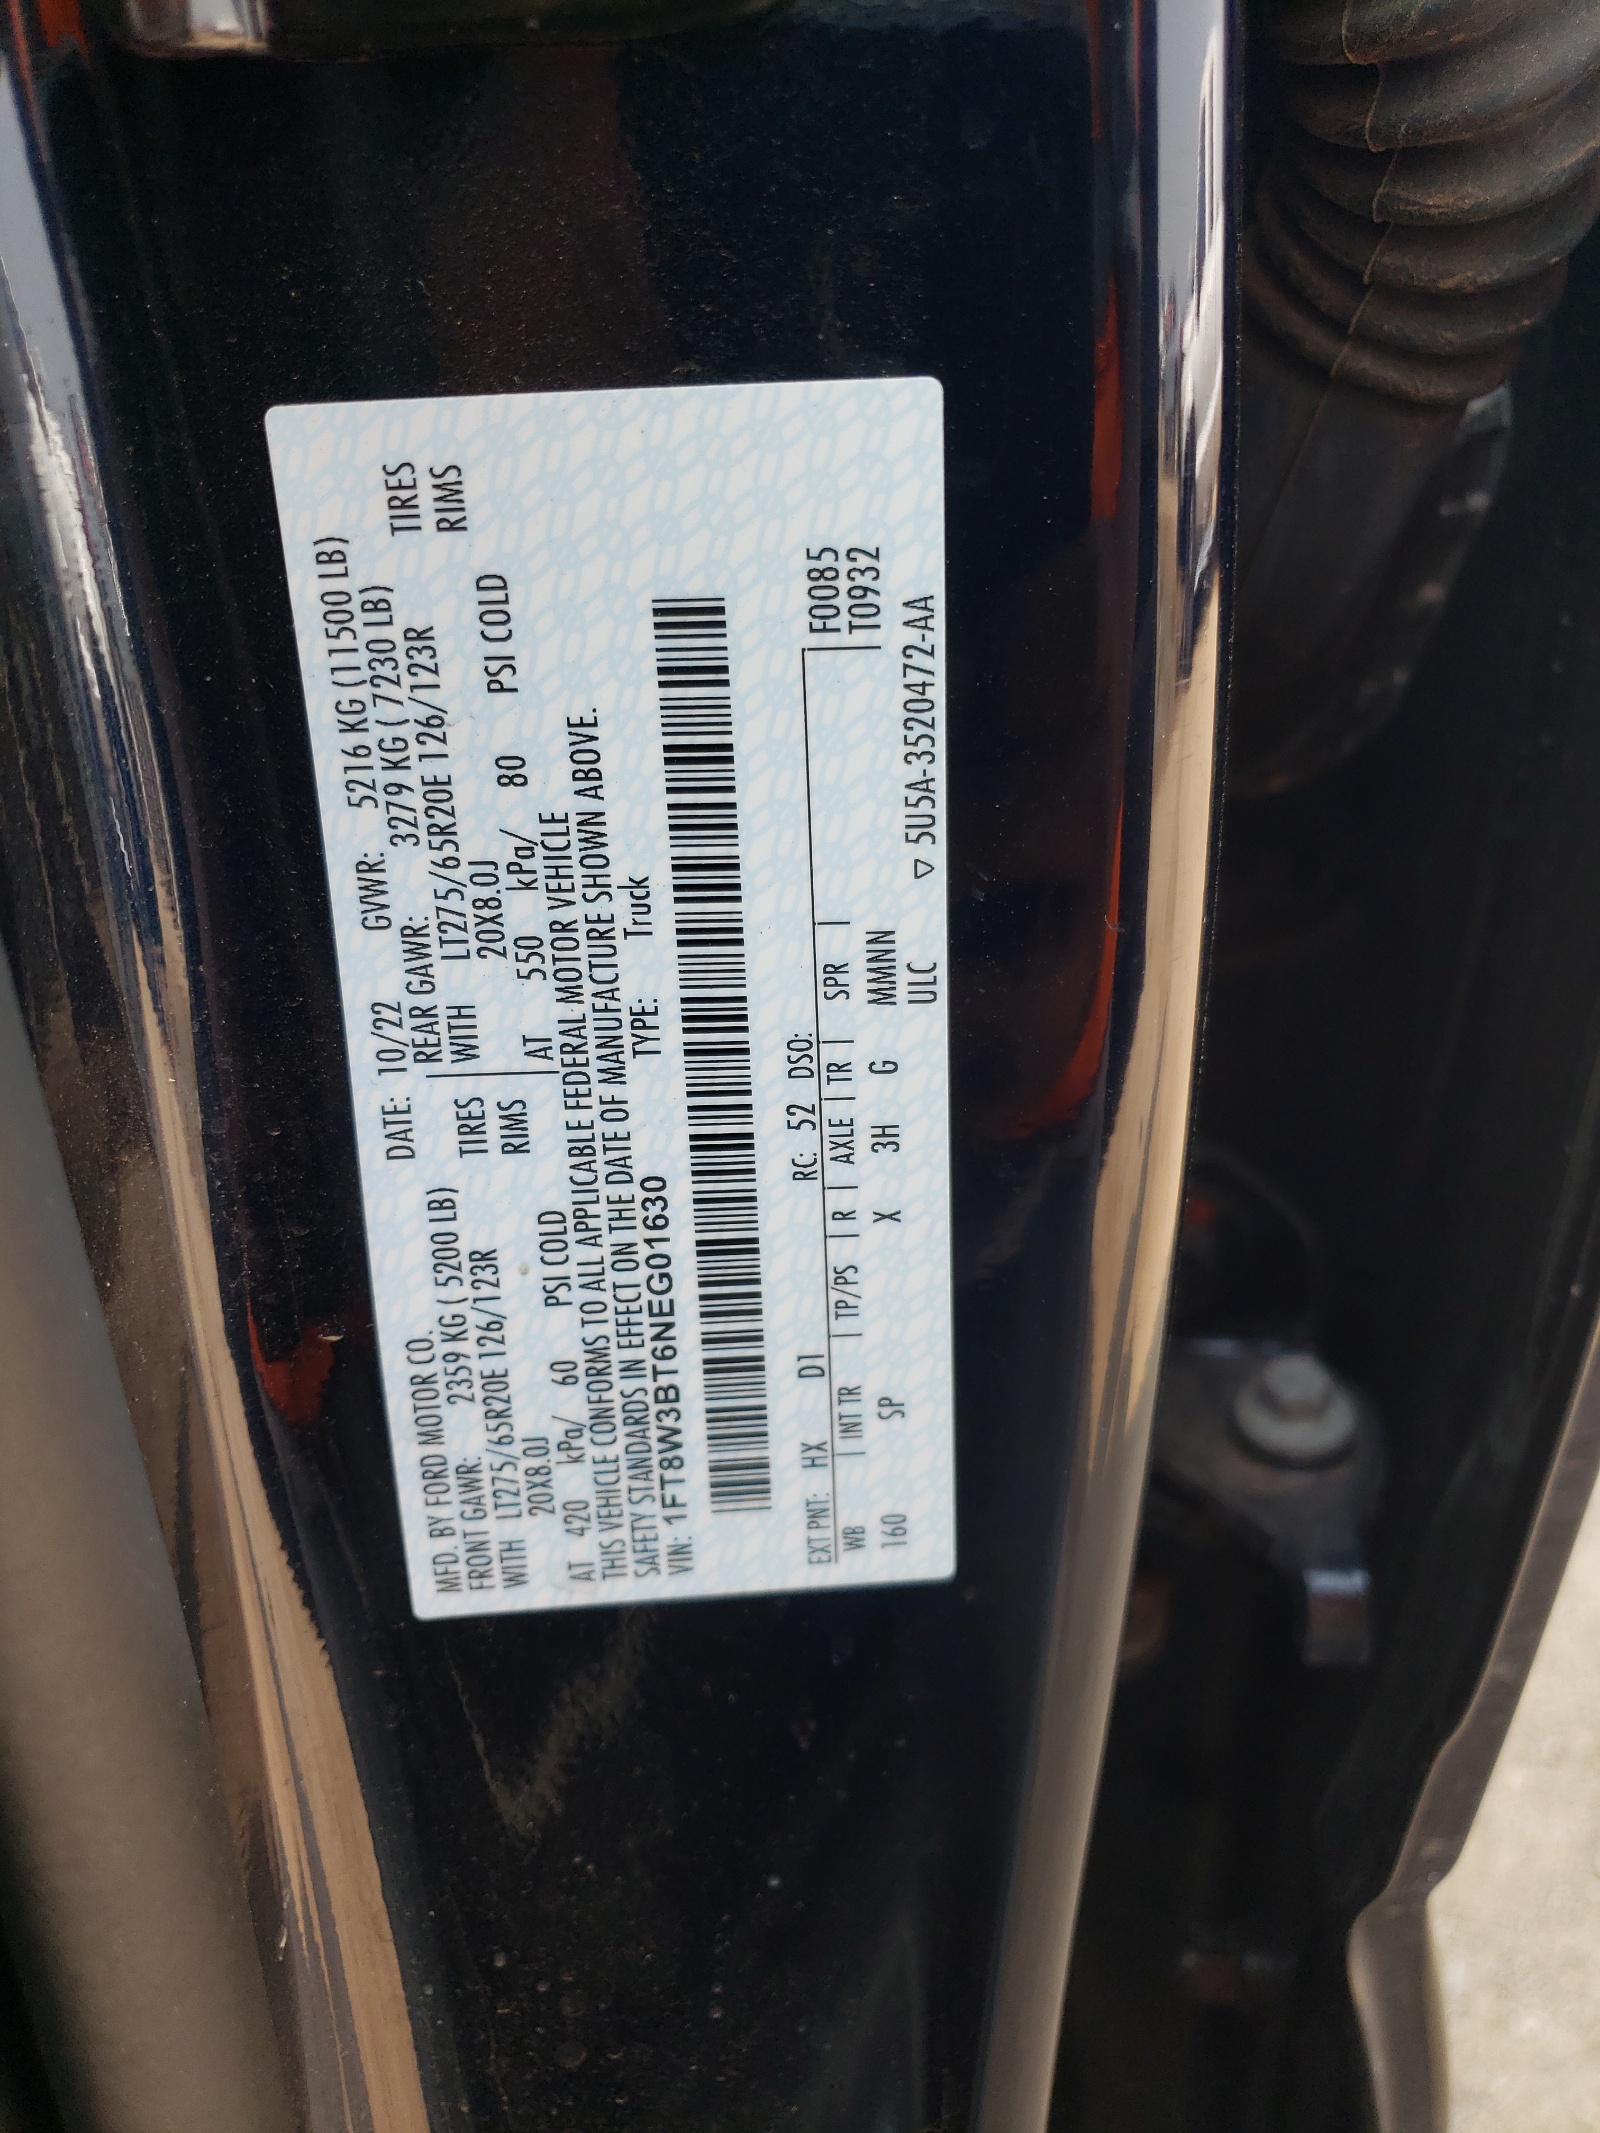 MFD. BY FORD MOTOR CO.
DATE: 10/22 GVWR: 5216 KG (11500 LB)
FRONT GAWR: 2359 KG ( 5200 LB) REAR GAWR: 3279 KG ( 7230 LB)
WITH LT275/65R20E 126/123R TIRES WITH LT275/65R20E 126/123R TIRES
20X8.0J RIMS 20X8.0J RIMS
AT 420 kPa/ 60 PSI COLD AT 550 kPa/ 80 PSI COLD
THIS VEHICLE CONFORMS TO ALL APPLICABLE FEDERAL MOTOR VEHICLE
SAFETY STANDARDS IN EFFECT ON THE DATE OF MANUFACTURE SHOWN ABOVE.
VIN: 1FT8W3BT6NEG01630 TYPE: Truck
EXT PNT: HX D1 RC: 52 DSO: F0085
WB | INT TR | TP/PS | R | AXLE | TR | SPR | T0932
160 SP X 3H G MMNN
ULC ▽ 5U5A-3520472-AA